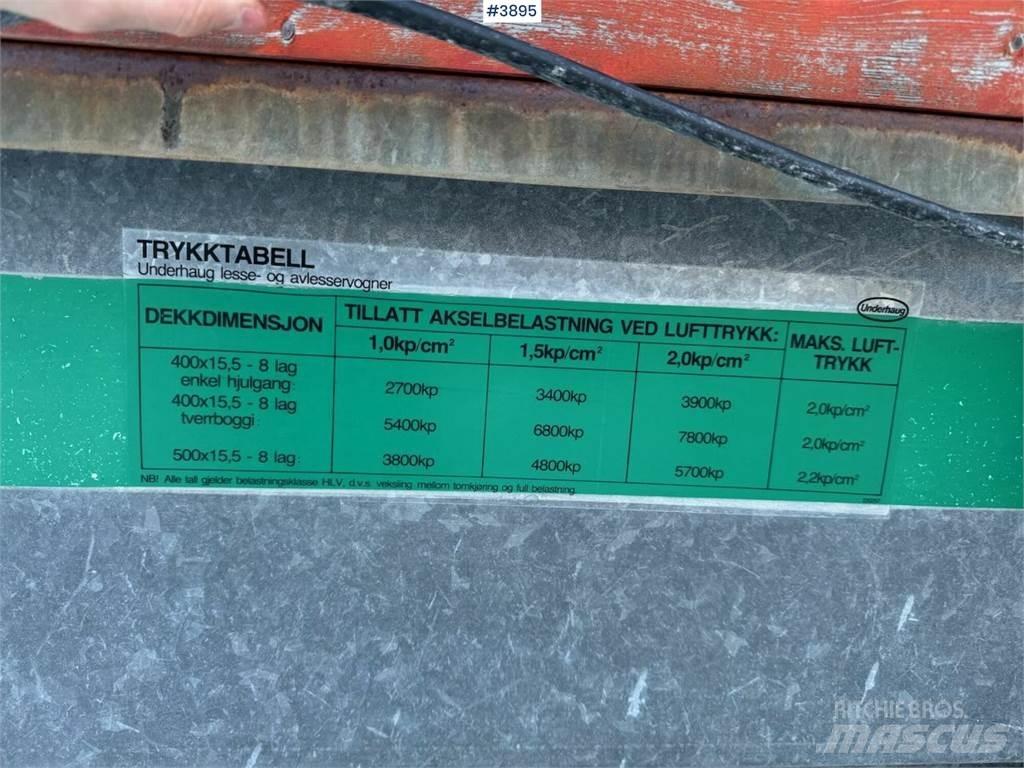 #3895
TRYKKTABELL
Underhaug lesse- og avlesservogner
Underhaug
DEKKDIMENSJON TILLATT AKSELBELASTNING VED LUFTTRYKK: MAKS. LUFT-
TRYKK
1,0kp/cm² 1,5kp/cm² 2,0kp/cm²
400x15,5 - 8 lag
enkel hjulgang: 2700kp 3400kp 3900kp 2,0kp/cm²
400x15,5 - 8 lag
tverrboggi: 5400kp 6800kp 7800kp 2,0kp/cm²
500x15,5 - 8 lag: 3800kp 4800kp 5700kp 2,2kp/cm²
NB! Alle tall gjelder belastningsklasse HLV, d.v.s. veksling mellom tomkjøring og full belastning.
RITCHIE BROS.
MASCUS